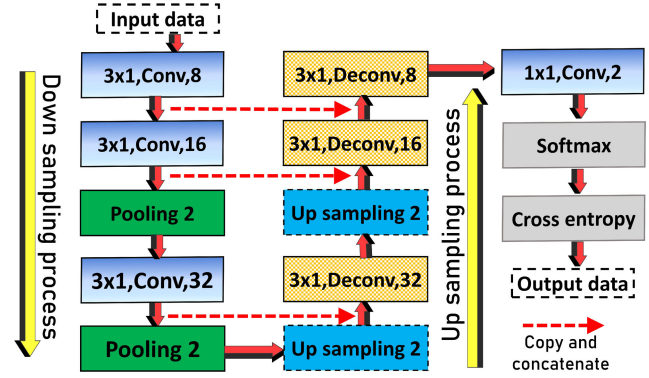 Input data
3x1,Conv,8
3x1,Conv,16
Pooling 2
3x1,Conv,32
Pooling 2
Down sampling process
3x1,Deconv,8
3x1,Deconv,16
Up sampling 2
3x1,Deconv,32
Up sampling 2
Up sampling process
1x1,Conv,2
Softmax
Cross entropy
Output data
Copy and
concatenate